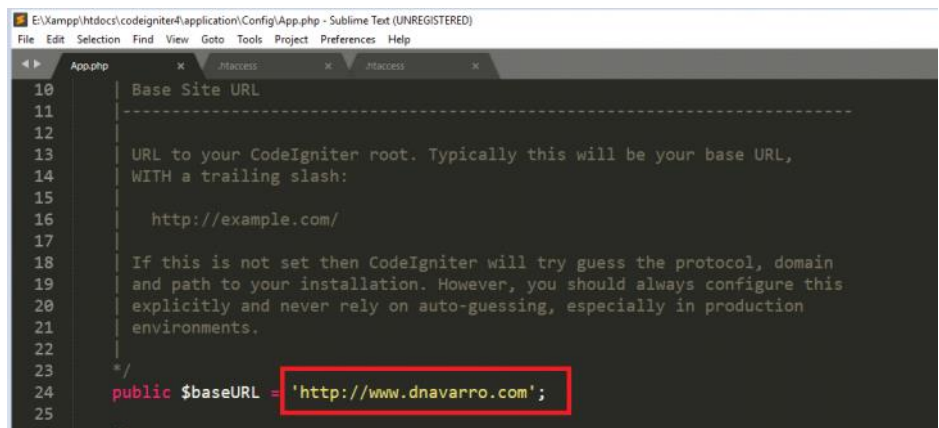 E:\Xampp\htdocs\codeigniter4\application\Config\App.php - Sublime Text (UNREGISTERED)
File Edit Selection Find View Goto Tools Project Preferences Help
App.php × .htaccess × .htaccess ×
10 | Base Site URL
11 |--------------------------------------------------------------------------
12 |
13 | URL to your CodeIgniter root. Typically this will be your base URL,
14 | WITH a trailing slash:
15 |
16 | http://example.com/
17 |
18 | If this is not set then CodeIgniter will try guess the protocol, domain
19 | and path to your installation. However, you should always configure this
20 | explicitly and never rely on auto-guessing, especially in production
21 | environments.
22 |
23 */
24 public $baseURL = 'http://www.dnavarro.com';
25